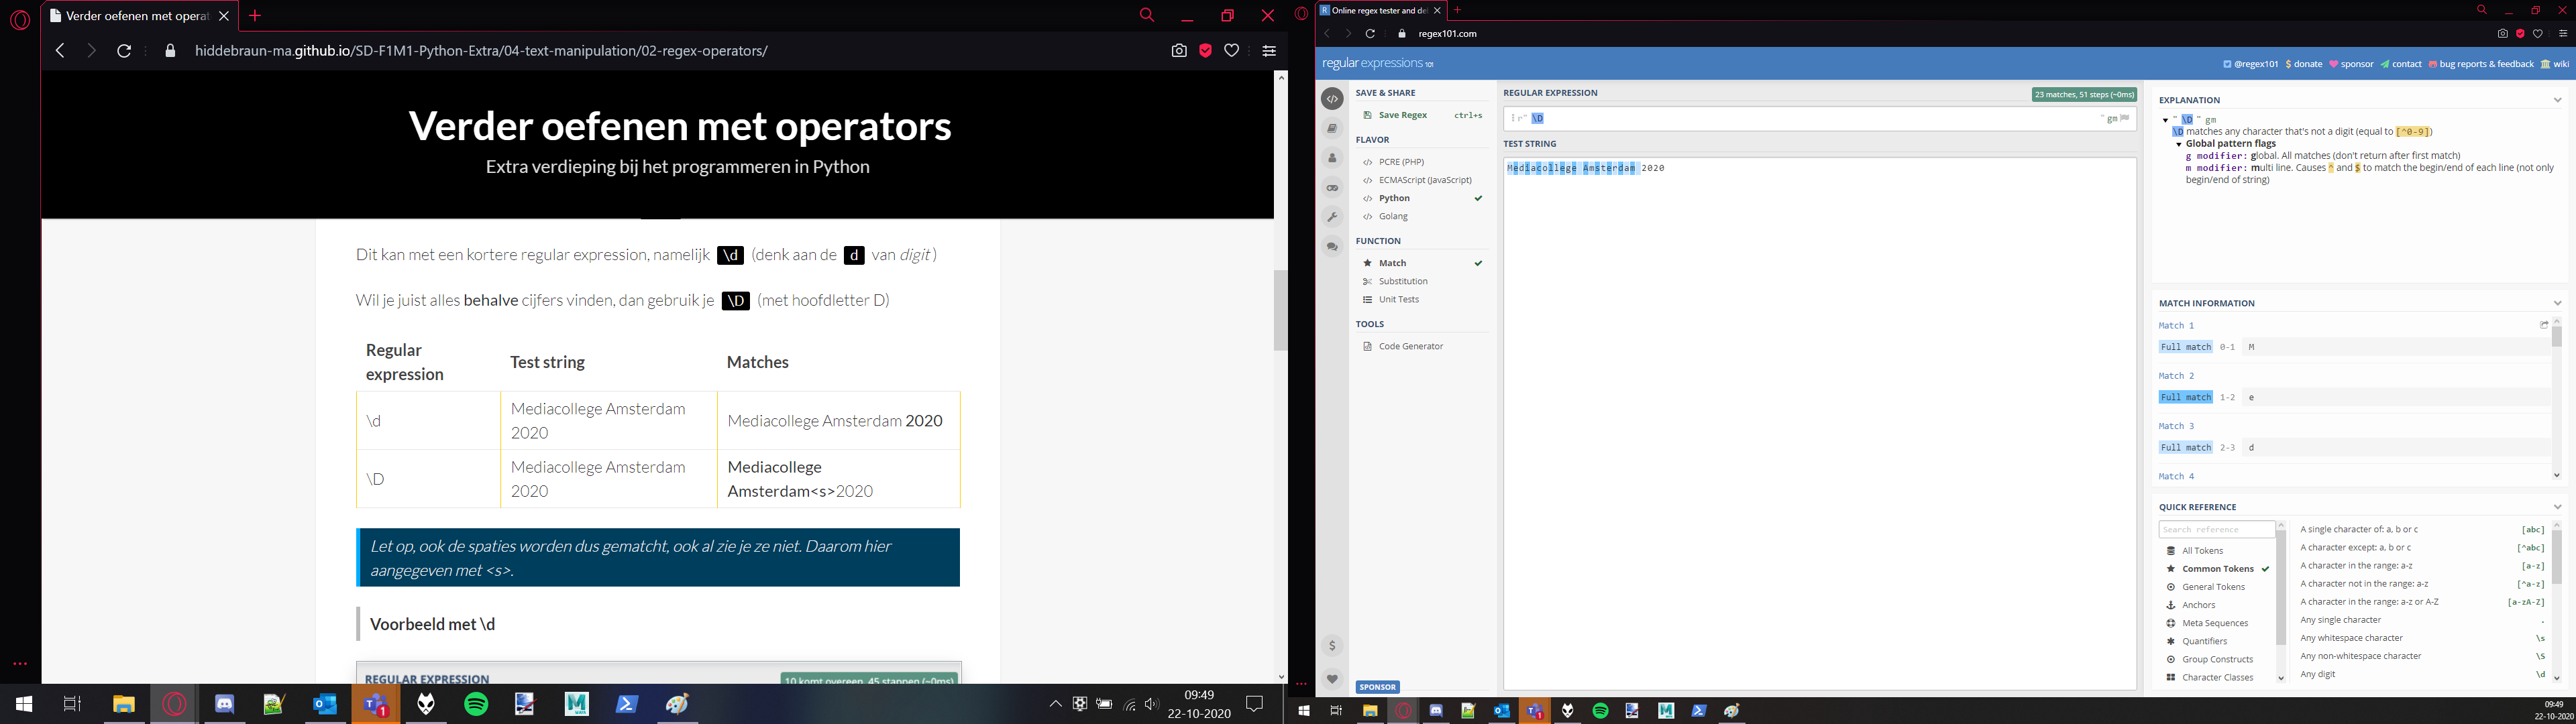 Verder oefenen met operat
hiddebraun-ma.github.io/SD-F1M1-Python-Extra/04-text-manipulation/02-regex-operators/
Verder oefenen met operators
Extra verdieping bij het programmeren in Python
Dit kan met een kortere regular expression, namelijk \d (denk aan de d van digit)
Wil je juist alles behalve cijfers vinden, dan gebruik je \D (met hoofdletter D)
Regular
expression
Test string
Matches
\d
Mediacollege Amsterdam
2020
Mediacollege Amsterdam 2020
\D
Mediacollege Amsterdam
2020
Mediacollege
Amsterdam<s>2020
Let op, ook de spaties worden dus gematcht, ook al zie je ze niet. Daarom hier
aangegeven met <s>.
Voorbeeld met \d
REGULAR EXPRESSION
10 komt overeen, 45 stappen (~0ms)
09:49
22-10-2020
Online regex tester and de
regex101.com
regular expressions 101
@regex101 $ donate sponsor contact bug reports & feedback wiki
SAVE & SHARE
Save Regex ctrl+s
FLAVOR
</> PCRE (PHP)
</> ECMAScript (JavaScript)
</> Python
</> Golang
FUNCTION
Match
Substitution
Unit Tests
TOOLS
Code Generator
SPONSOR
REGULAR EXPRESSION
23 matches, 51 steps (~0ms)
r" \D " gm
TEST STRING
Mediacollege Amsterdam 2020
EXPLANATION
" \D " gm
\D matches any character that's not a digit (equal to [^0-9])
Global pattern flags
g modifier: global. All matches (don't return after first match)
m modifier: multi line. Causes ^ and $ to match the begin/end of each line (not only
begin/end of string)
MATCH INFORMATION
Match 1
Full match 0-1 M
Match 2
Full match 1-2 e
Match 3
Full match 2-3 d
Match 4
QUICK REFERENCE
Search reference
All Tokens
Common Tokens
General Tokens
Anchors
Meta Sequences
Quantifiers
Group Constructs
Character Classes
A single character of: a, b or c [abc]
A character except: a, b or c [^abc]
A character in the range: a-z [a-z]
A character not in the range: a-z [^a-z]
A character in the range: a-z or A-Z [a-zA-Z]
Any single character .
Any whitespace character \s
Any non-whitespace character \S
Any digit \d
09:49
22-10-2020